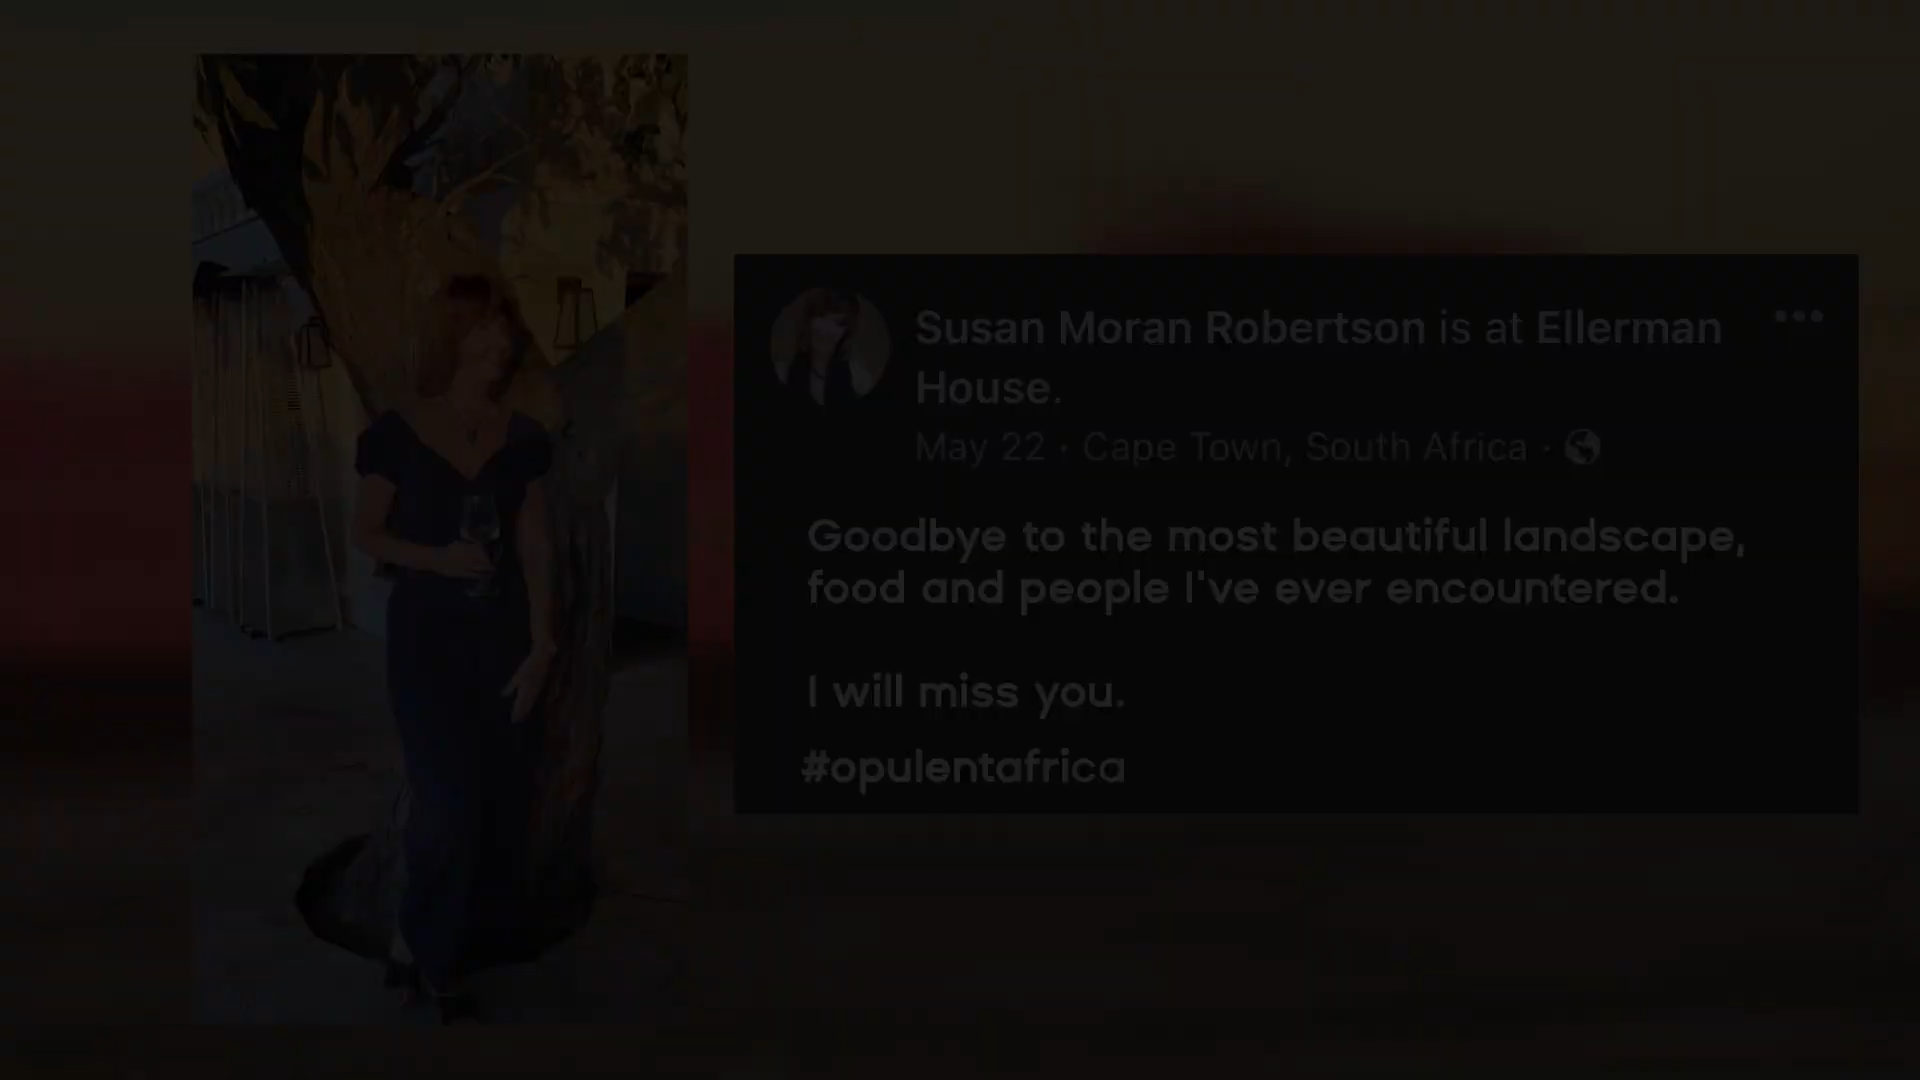 Susan Moran Robertson is at Ellerman
House.
May 22 · Cape Town, South Africa ·
Goodbye to the most beautiful landscape,
food and people I've ever encountered.
I will miss you.
#opulentafrica